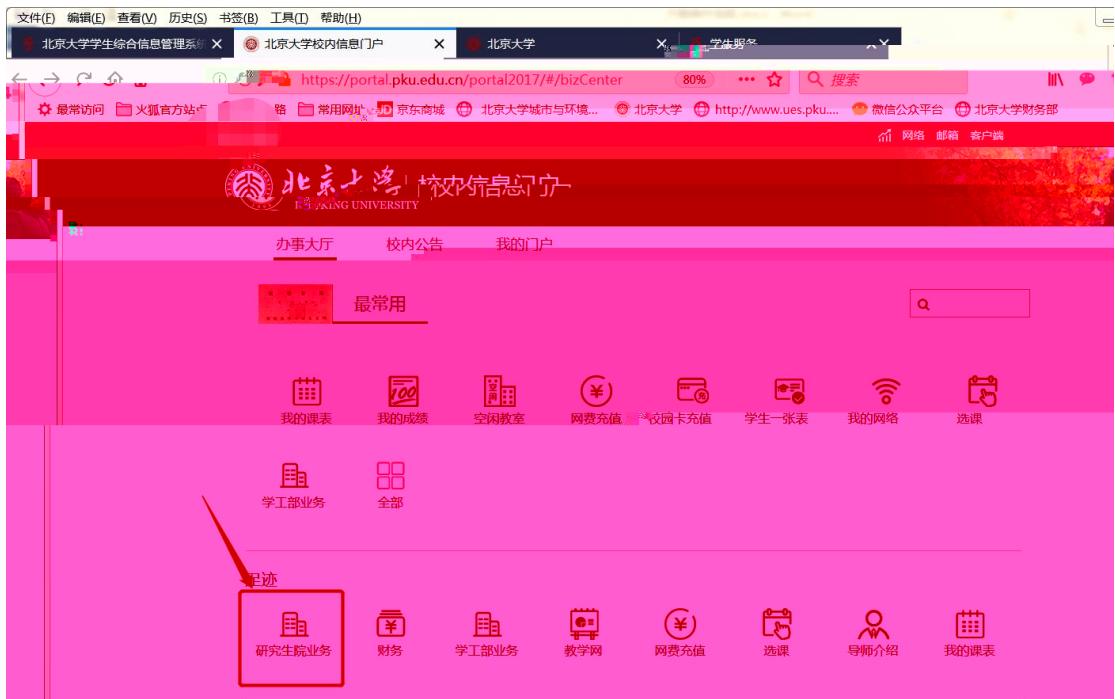 文件(F) 编辑(E) 查看(V) 历史(S) 书签(B) 工具(T) 帮助(H)
北京大学学生综合信息管理系统 北京大学校内信息门户 北京大学 学生服务
https://portal.pku.edu.cn/portal2017/#/bizCenter 80% 搜索
最常访问 火狐官方站点 路 常用网址 JD 京东商城 北京大学城市与环境... 北京大学 http://www.ues.pku.... 微信公众平台 北京大学财务部
网络 邮箱 客户端
北京大学 校内信息门户
PEKING UNIVERSITY
办事大厅 校内公告 我的门户
最常用
我的课表 我的成绩 空闲教室 网费充值 校园卡充值 学生一张表 我的网络 选课
学工部业务 全部
足迹
研究生院业务 财务 学工部业务 教学网 网费充值 选课 导师介绍 我的课表